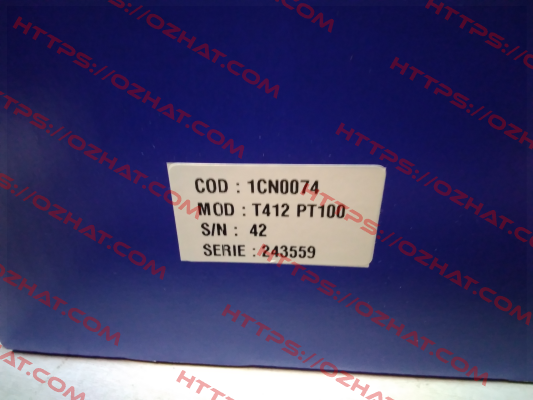 COD : 1CN0074
MOD : T412 PT100
S/N : 42
SERIE : 243559
HTTPS://OZHAT.COM